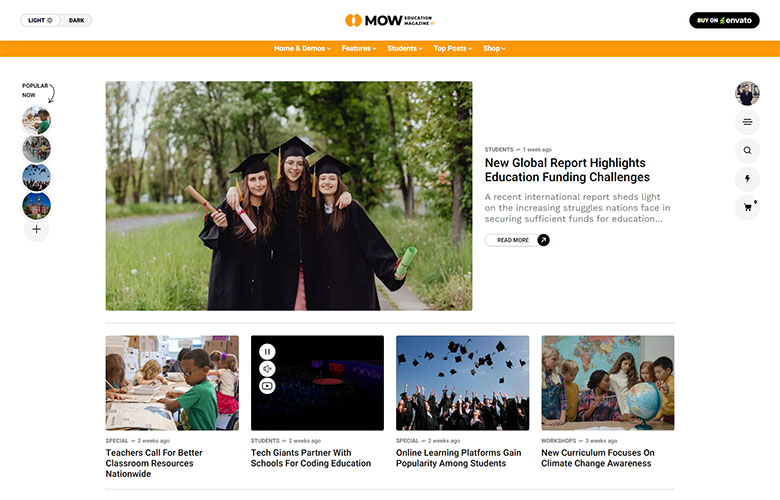 LIGHT DARK
MOW EDUCATION
MAGAZINE
BUY ON envato
Home & Demos Features Students Top Posts Shop
POPULAR
NOW
STUDENTS 1 week ago
New Global Report Highlights
Education Funding Challenges
A recent international report sheds light
on the increasing struggles nations face in
securing sufficient funds for education...
READ MORE
0
TED
SPECIAL 2 weeks ago
Teachers Call For Better
Classroom Resources
Nationwide
STUDENTS 2 weeks ago
Tech Giants Partner With
Schools For Coding Education
SPECIAL 2 weeks ago
Online Learning Platforms Gain
Popularity Among Students
WORKSHOPS 3 weeks ago
New Curriculum Focuses On
Climate Change Awareness